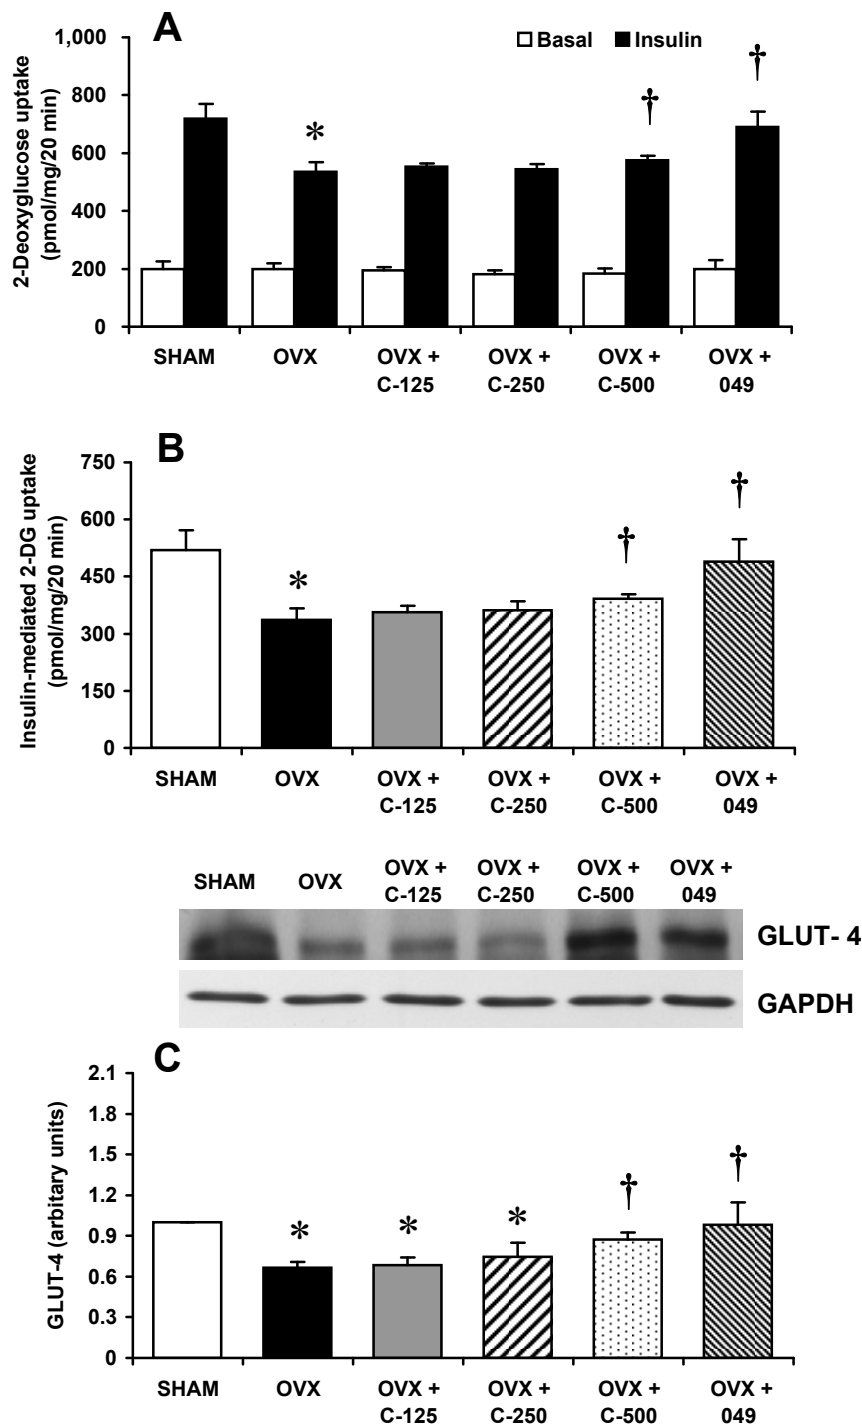 A
Basal
Insulin
2-Deoxyglucose uptake
(pmol/mg/20 min)
1,000
800
600
400
200
0
*
†
†
SHAM
OVX
OVX +
C-125
OVX +
C-250
OVX +
C-500
OVX +
049
B
Insulin-mediated 2-DG uptake
(pmol/mg/20 min)
750
600
450
300
150
0
*
†
†
SHAM
OVX
OVX +
C-125
OVX +
C-250
OVX +
C-500
OVX +
049
SHAM
OVX
OVX +
C-125
OVX +
C-250
OVX +
C-500
OVX +
049
GLUT- 4
GAPDH
C
GLUT-4 (arbitary units)
2.1
1.8
1.5
1.2
0.9
0.6
0.3
0
*
*
*
†
†
SHAM
OVX
OVX +
C-125
OVX +
C-250
OVX +
C-500
OVX +
049